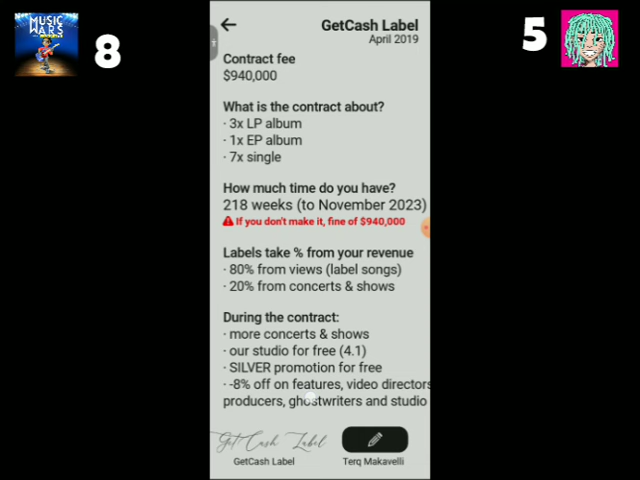 MUSIC
WARS
8
5
GetCash Label
April 2019
Contract fee
$940,000
What is the contract about?
· 3x LP album
· 1x EP album
· 7x single
How much time do you have?
218 weeks (to November 2023)
If you don't make it, fine of $940,000
Labels take % from your revenue
· 80% from views (label songs)
· 20% from concerts & shows
During the contract:
· more concerts & shows
· our studio for free (4.1)
· SILVER promotion for free
· -8% off on features, video directors
producers, ghostwriters and studio
Get Cash Label
GetCash Label
Terq Makavelli